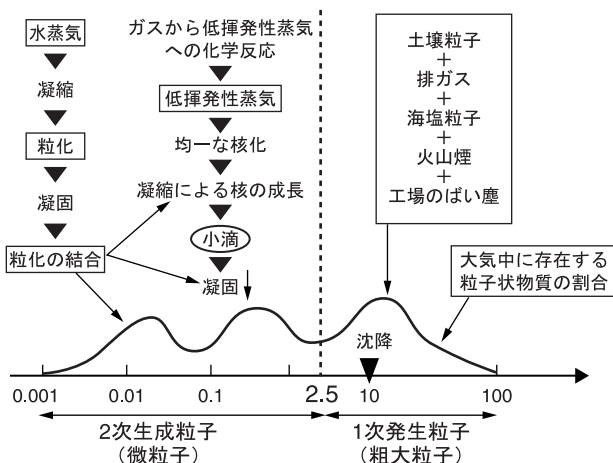 水蒸気
凝縮
粒化
凝固
粒化の結合
ガスから低揮発性蒸気
への化学反応
低揮発性蒸気
均一な核化
凝縮による核の成長
小滴
凝固
土壌粒子
+
排ガス
+
海塩粒子
+
火山煙
+
工場のばい塵
大気中に存在する
粒子状物質の割合
沈降
0.001
0.01
0.1
2.5
10
100
2次生成粒子
(微粒子)
1次発生粒子
(粗大粒子)